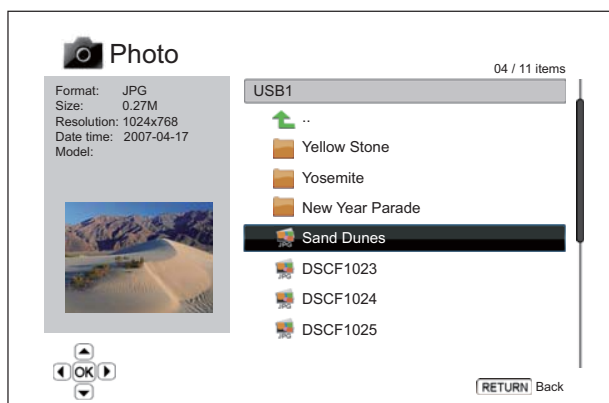 Photo
04 / 11 items
Format: JPG
Size: 0.27M
Resolution: 1024x768
Date time: 2007-04-17
Model:
USB1
..
Yellow Stone
Yosemite
New Year Parade
Sand Dunes
DSCF1023
DSCF1024
DSCF1025
OK
RETURN Back